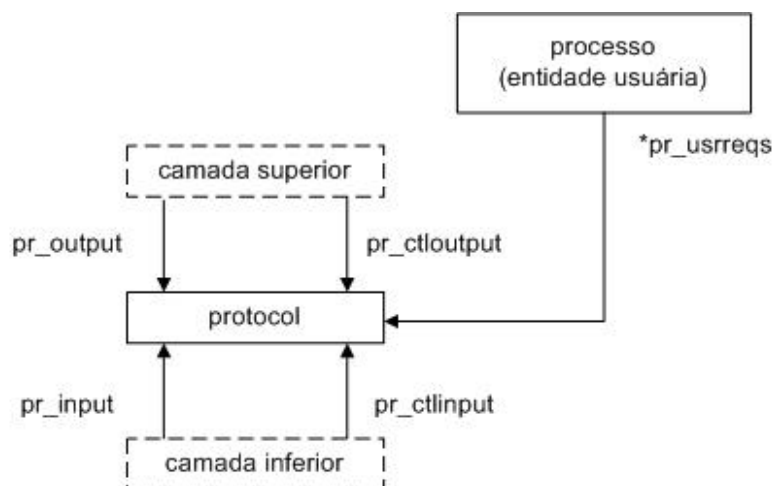 processo
(entidade usuária)
*pr_usrreqs
camada superior
pr_output
pr_ctloutput
protocol
pr_input
pr_ctlinput
camada inferior